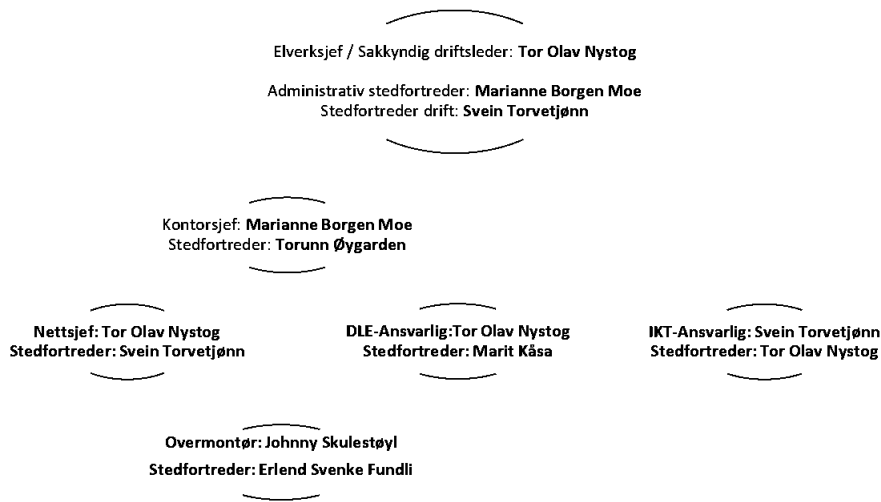 Elverksjef / Sakkyndig driftsleder: Tor Olav Nystog
Administrativ stedfortreder: Marianne Borgen Moe
Stedfortreder drift: Svein Torvetjønn
Kontorsjef: Marianne Borgen Moe
Stedfortreder: Torunn Øygarden
Nettsjef: Tor Olav Nystog
Stedfortreder: Svein Torvetjønn
DLE-Ansvarlig:Tor Olav Nystog
Stedfortreder: Marit Kåsa
IKT-Ansvarlig: Svein Torvetjønn
Stedfortreder: Tor Olav Nystog
Overmontør: Johnny Skulestøyl
Stedfortreder: Erlend Svenke Fundli